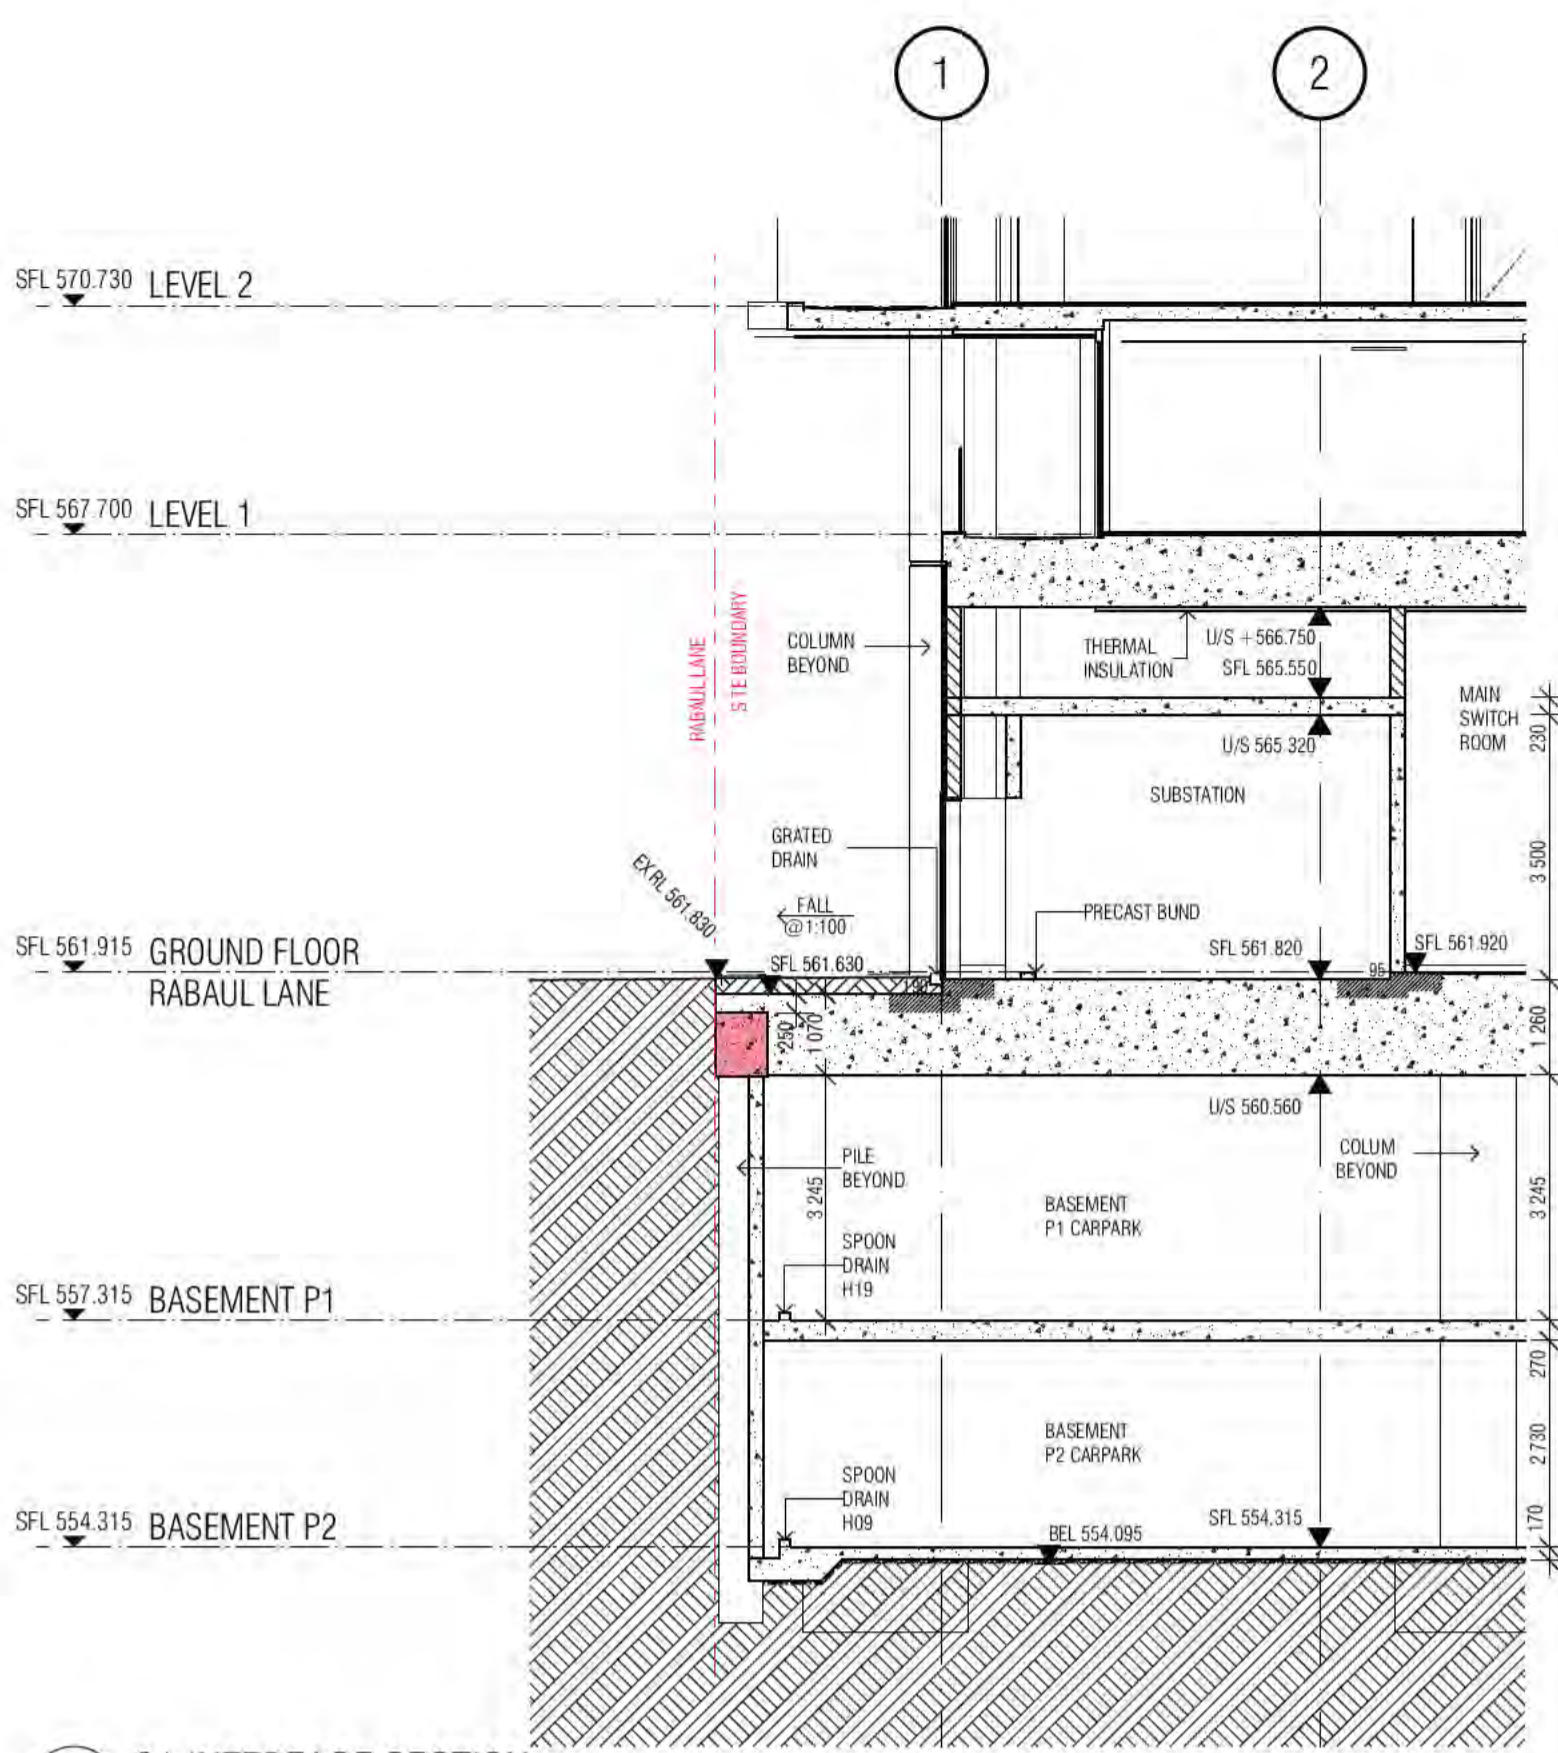 1
2
SFL 570.730 LEVEL 2
SFL 567.700 LEVEL 1
RABAUL LANE
S TE BOUNDARY
COLUMN
BEYOND
THERMAL
INSULATION
U/S + 566.750
SFL 565.550
MAIN
SWITCH
ROOM
230
U/S 565.320
SUBSTATION
GRATED
DRAIN
3 500
EX RL 561.830
FALL
@ 1:100
PRECAST BUND
SFL 561.915 GROUND FLOOR
RABAUL LANE
SFL 561.630
SFL 561.820
SFL 561.920
95
190
250
1 070
1 260
U/S 560.560
PILE
BEYOND
COLUM
BEYOND
3 245
3 245
BASEMENT
P1 CARPARK
SPOON
DRAIN
H19
SFL 557.315 BASEMENT P1
270
BASEMENT
P2 CARPARK
2 730
SPOON
DRAIN
H09
SFL 554.315 BASEMENT P2
BEL 554.095
SFL 554.315
170